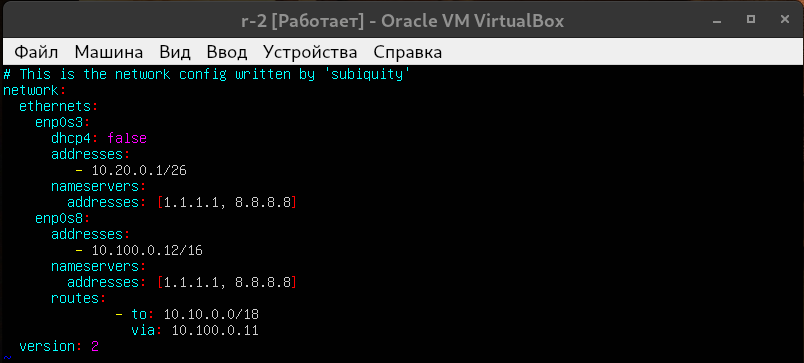 r-2 [Работает] - Oracle VM VirtualBox
Файл Машина Вид Ввод Устройства Справка
# This is the network config written by 'subiquity'
network:
  ethernets:
    enp0s3:
      dhcp4: false
      addresses:
         - 10.20.0.1/26
      nameservers:
        addresses: [1.1.1.1, 8.8.8.8]
    enp0s8:
      addresses:
         - 10.100.0.12/16
      nameservers:
        addresses: [1.1.1.1, 8.8.8.8]
      routes:
              - to: 10.10.0.0/18
                via: 10.100.0.11
  version: 2
~